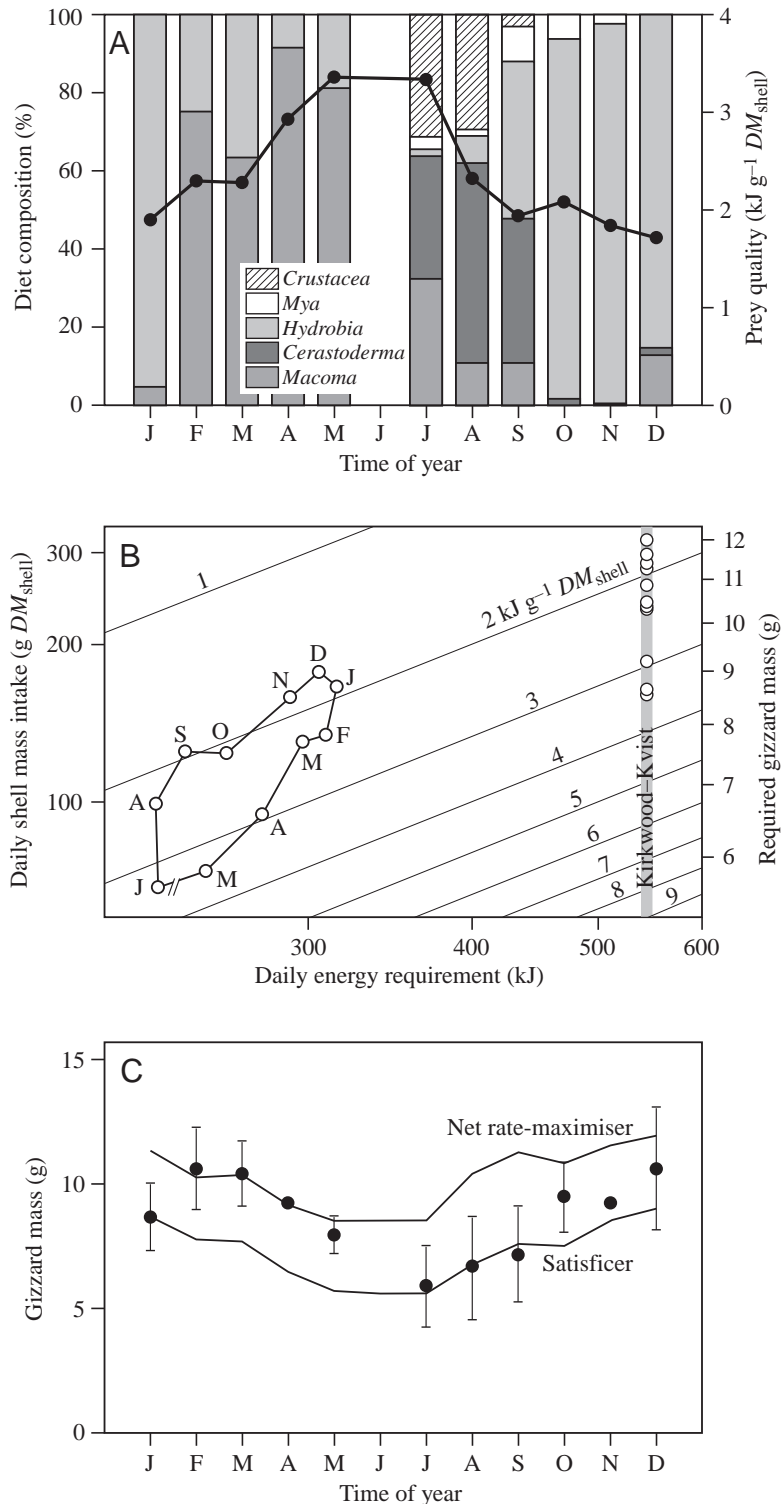 A
Diet composition (%)
100
80
60
40
20
0
Prey quality (kJ g–1 DMshell)
4
3
2
1
0
Crustacea
Mya
Hydrobia
Cerastoderma
Macoma
J F M A M J J A S O N D
Time of year
B
Daily shell mass intake (g DMshell)
300
200
100
Required gizzard mass (g)
12
11
10
9
8
7
6
1
2 kJ g–1 DMshell
3
4
5
6
7
8
9
D
N
J
S
O
F
M
A
A
M
J
Kirkwood–Kvist
300 400 500 600
Daily energy requirement (kJ)
C
Gizzard mass (g)
15
10
5
0
Net rate-maximiser
Satisficer
J F M A M J J A S O N D
Time of year